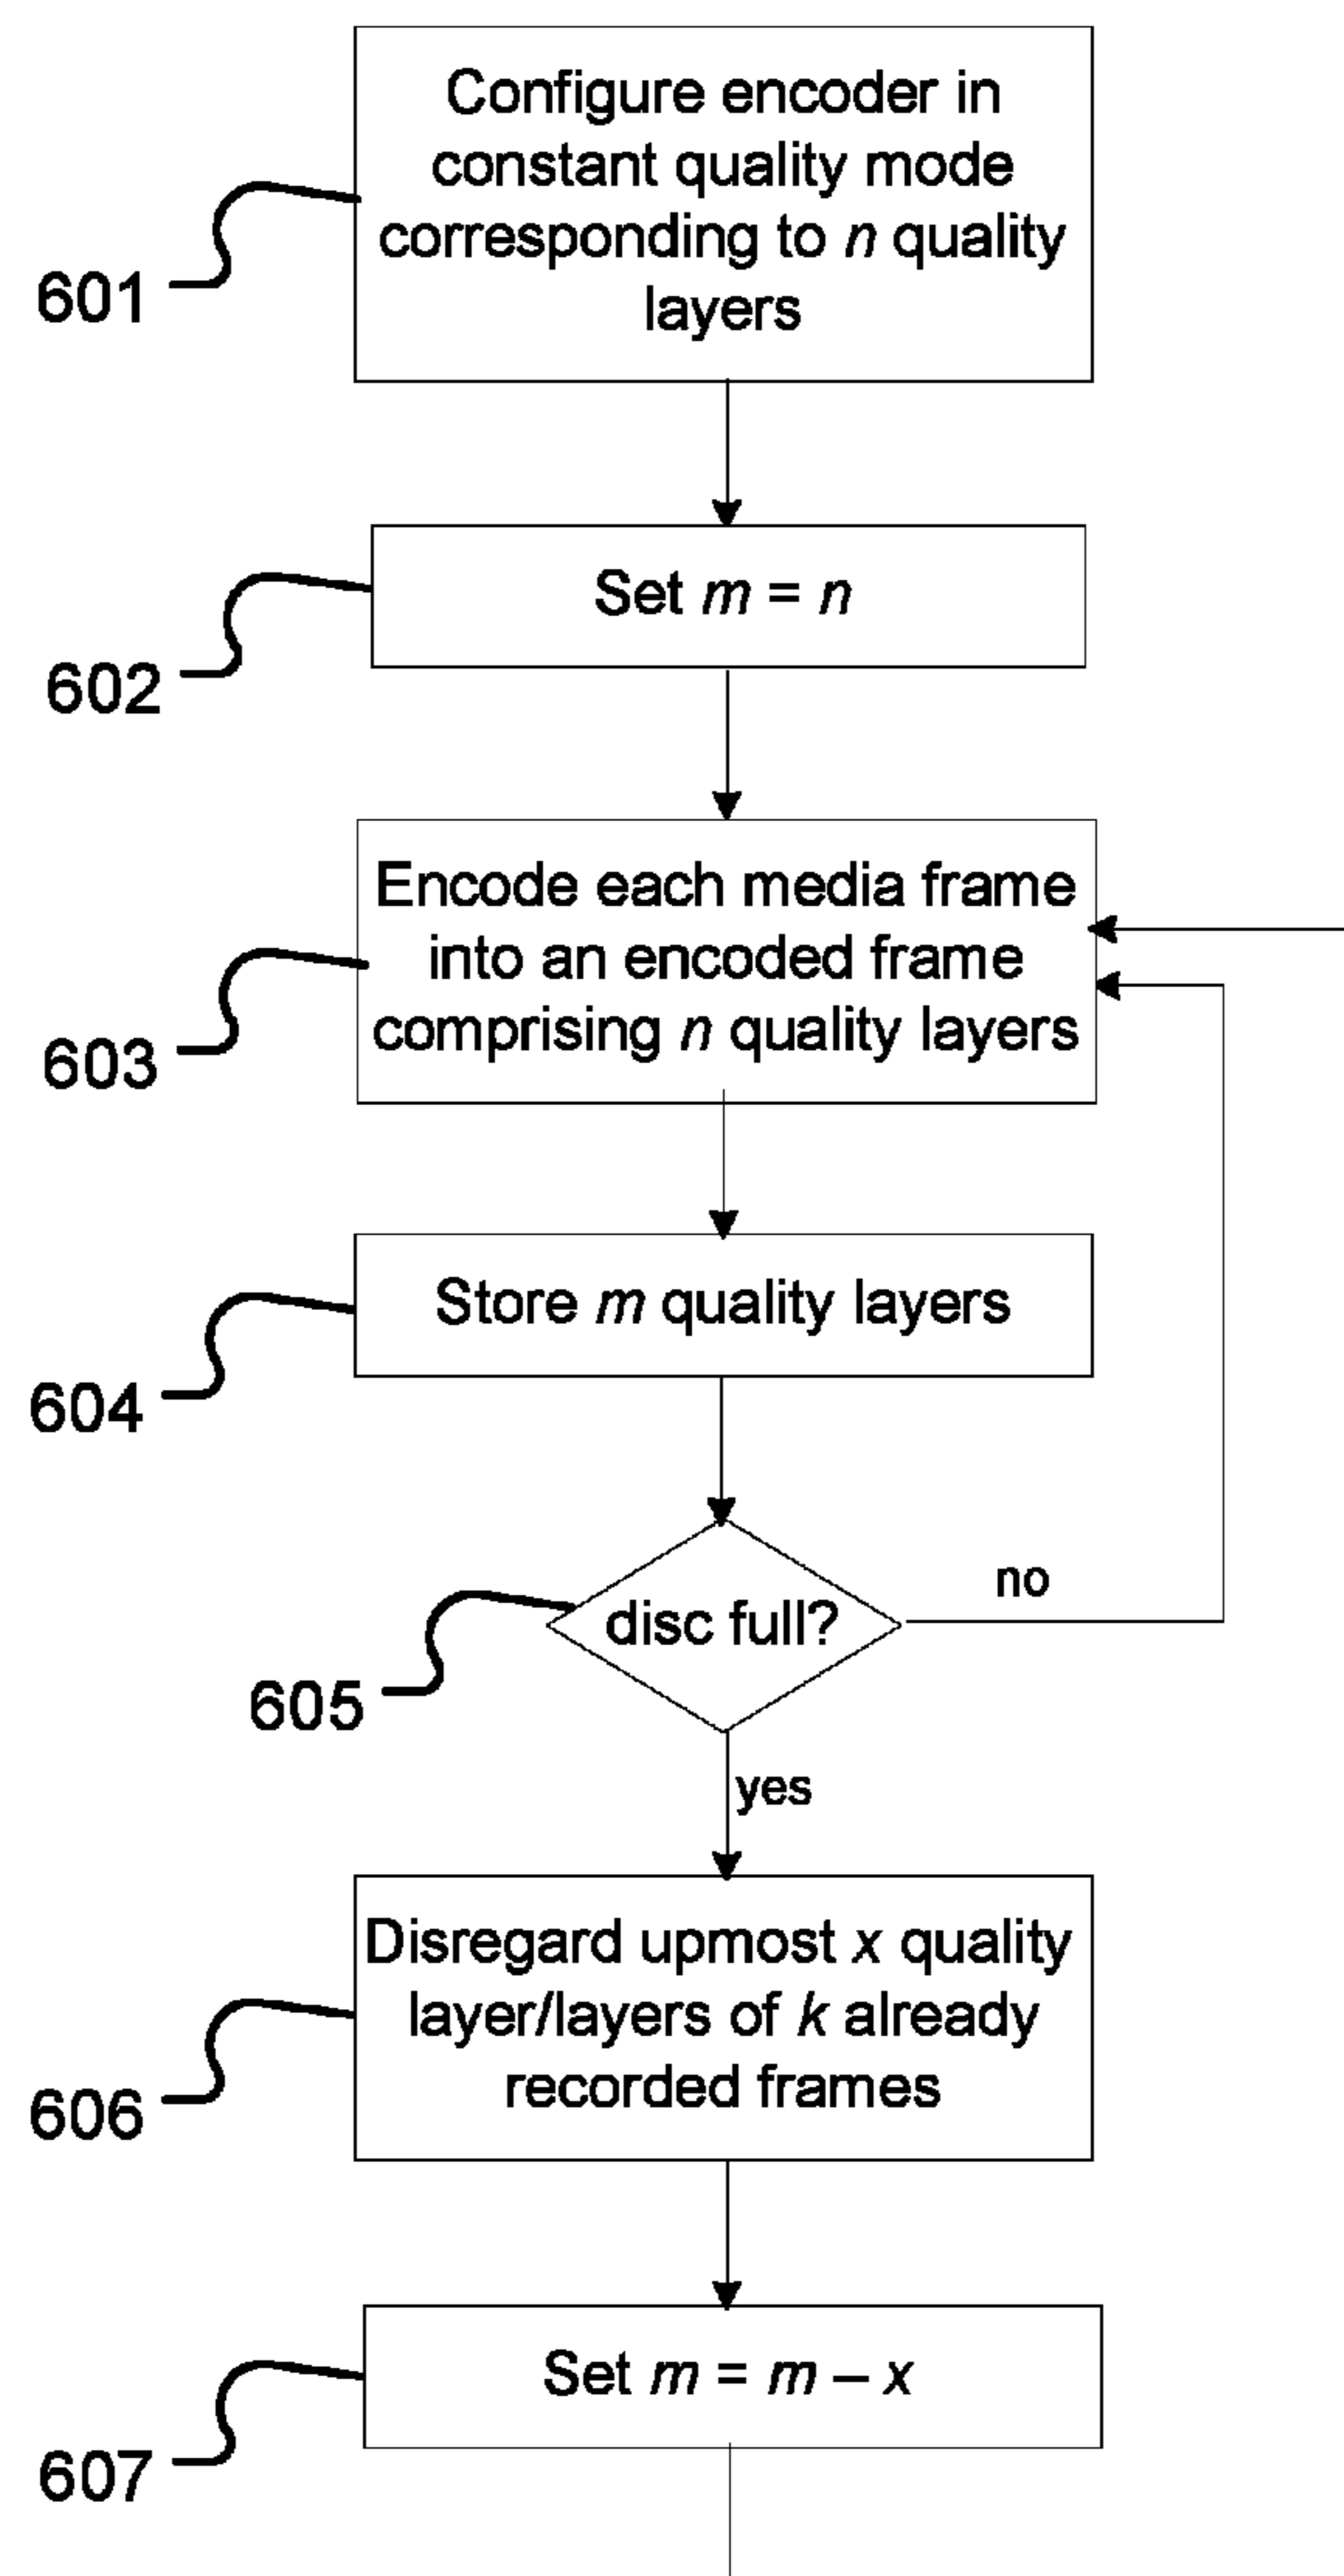 Configure encoder in
constant quality mode
corresponding to n quality
layers
601
Set m = n
602
Encode each media frame
into an encoded frame
comprising n quality layers
603
Store m quality layers
604
disc full?
no
605
yes
Disregard upmost x quality
layer/layers of k already
recorded frames
606
Set m = m – x
607